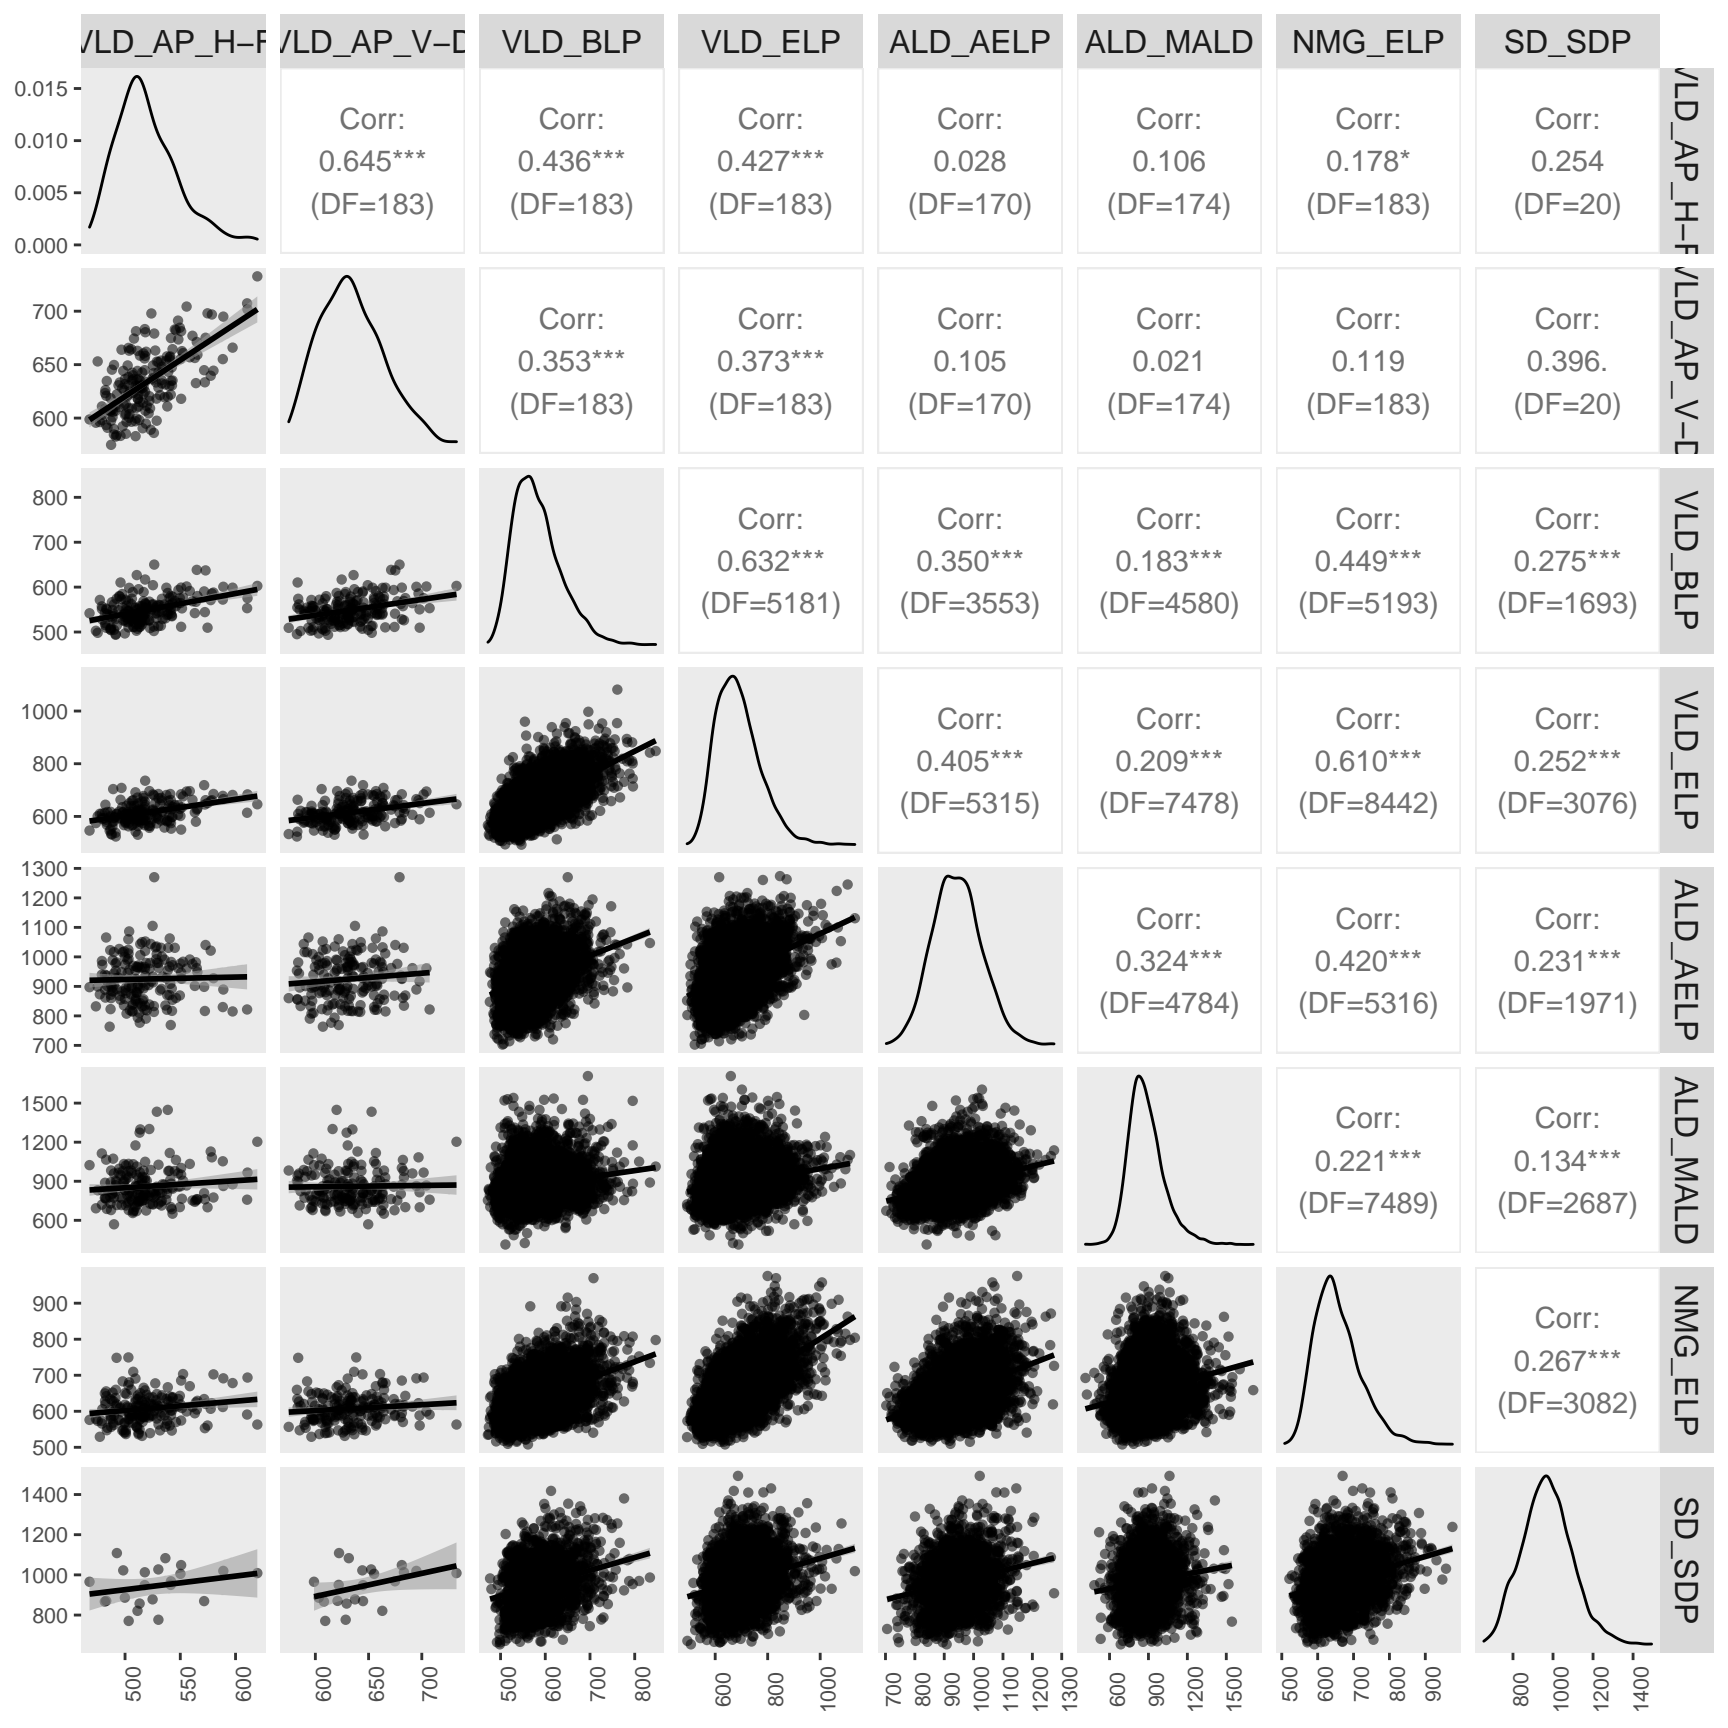 VLD_AP_H−F VLD_AP_V−D VLD_BLP VLD_ELP ALD_AELP ALD_MALD NMG_ELP SD_SDP
0.015
0.010
0.005
0.000
Corr: Corr: Corr: Corr: Corr: Corr: Corr:
0.645*** 0.436*** 0.427*** 0.028 0.106 0.178* 0.254
(DF=183) (DF=183) (DF=183) (DF=170) (DF=174) (DF=183) (DF=20)
VLD_AP_H−F
700
650
600
Corr: Corr: Corr: Corr: Corr: Corr:
0.353*** 0.373*** 0.105 0.021 0.119 0.396.
(DF=183) (DF=183) (DF=170) (DF=174) (DF=183) (DF=20)
VLD_AP_V−D
800
700
600
500
Corr: Corr: Corr: Corr: Corr:
0.632*** 0.350*** 0.183*** 0.449*** 0.275***
(DF=5181) (DF=3553) (DF=4580) (DF=5193) (DF=1693)
VLD_BLP
1000
800
600
Corr: Corr: Corr: Corr:
0.405*** 0.209*** 0.610*** 0.252***
(DF=5315) (DF=7478) (DF=8442) (DF=3076)
VLD_ELP
1300
1200
1100
1000
900
800
700
Corr: Corr: Corr:
0.324*** 0.420*** 0.231***
(DF=4784) (DF=5316) (DF=1971)
ALD_AELP
1500
1200
900
600
Corr: Corr:
0.221*** 0.134***
(DF=7489) (DF=2687)
ALD_MALD
900
800
700
600
500
Corr:
0.267***
(DF=3082)
NMG_ELP
1400
1200
1000
800
SD_SDP
500 550 600 600 650 700 500 600 700 800 600 800 1000 700 800 900 1000 1100 1200 1300 600 900 1200 1500 500 600 700 800 900 800 1000 1200 1400